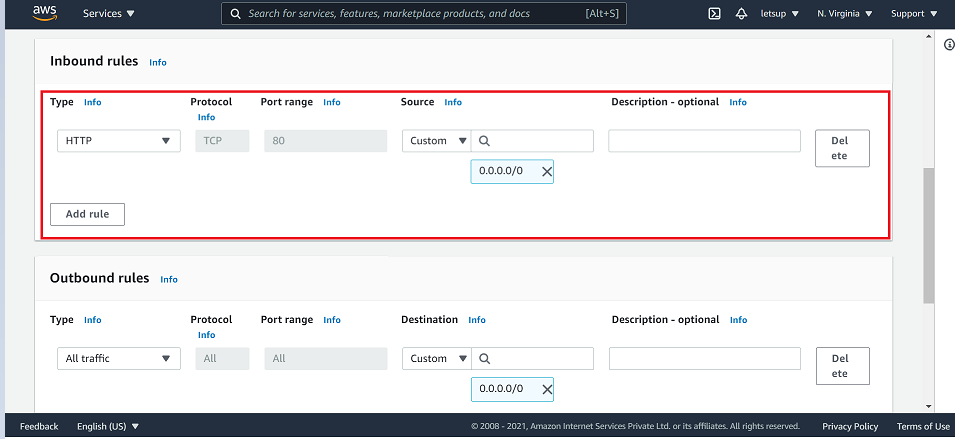 aws Services Search for services, features, marketplace products, and docs [Alt+S] letsup N. Virginia Support
Inbound rules Info
Type Info Protocol Info Port range Info Source Info Description - optional Info
HTTP TCP 80 Custom Del ete
0.0.0.0/0
Add rule
Outbound rules Info
Type Info Protocol Info Port range Info Destination Info Description - optional Info
All traffic All All Custom Del ete
0.0.0.0/0
Feedback English (US) © 2008 - 2021, Amazon Internet Services Private Ltd. or its affiliates. All rights reserved. Privacy Policy Terms of Use